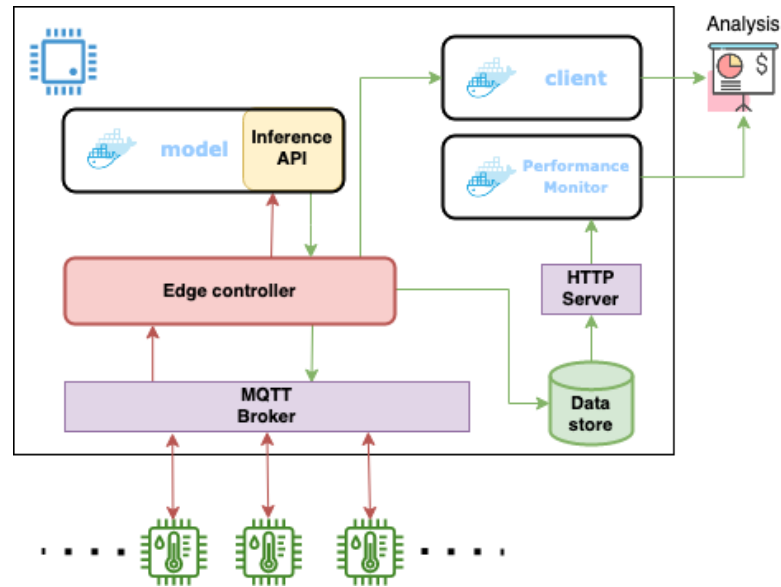 Analysis
client
model
Inference
API
Performance
Monitor
Edge controller
HTTP
Server
MQTT
Broker
Data
store
$